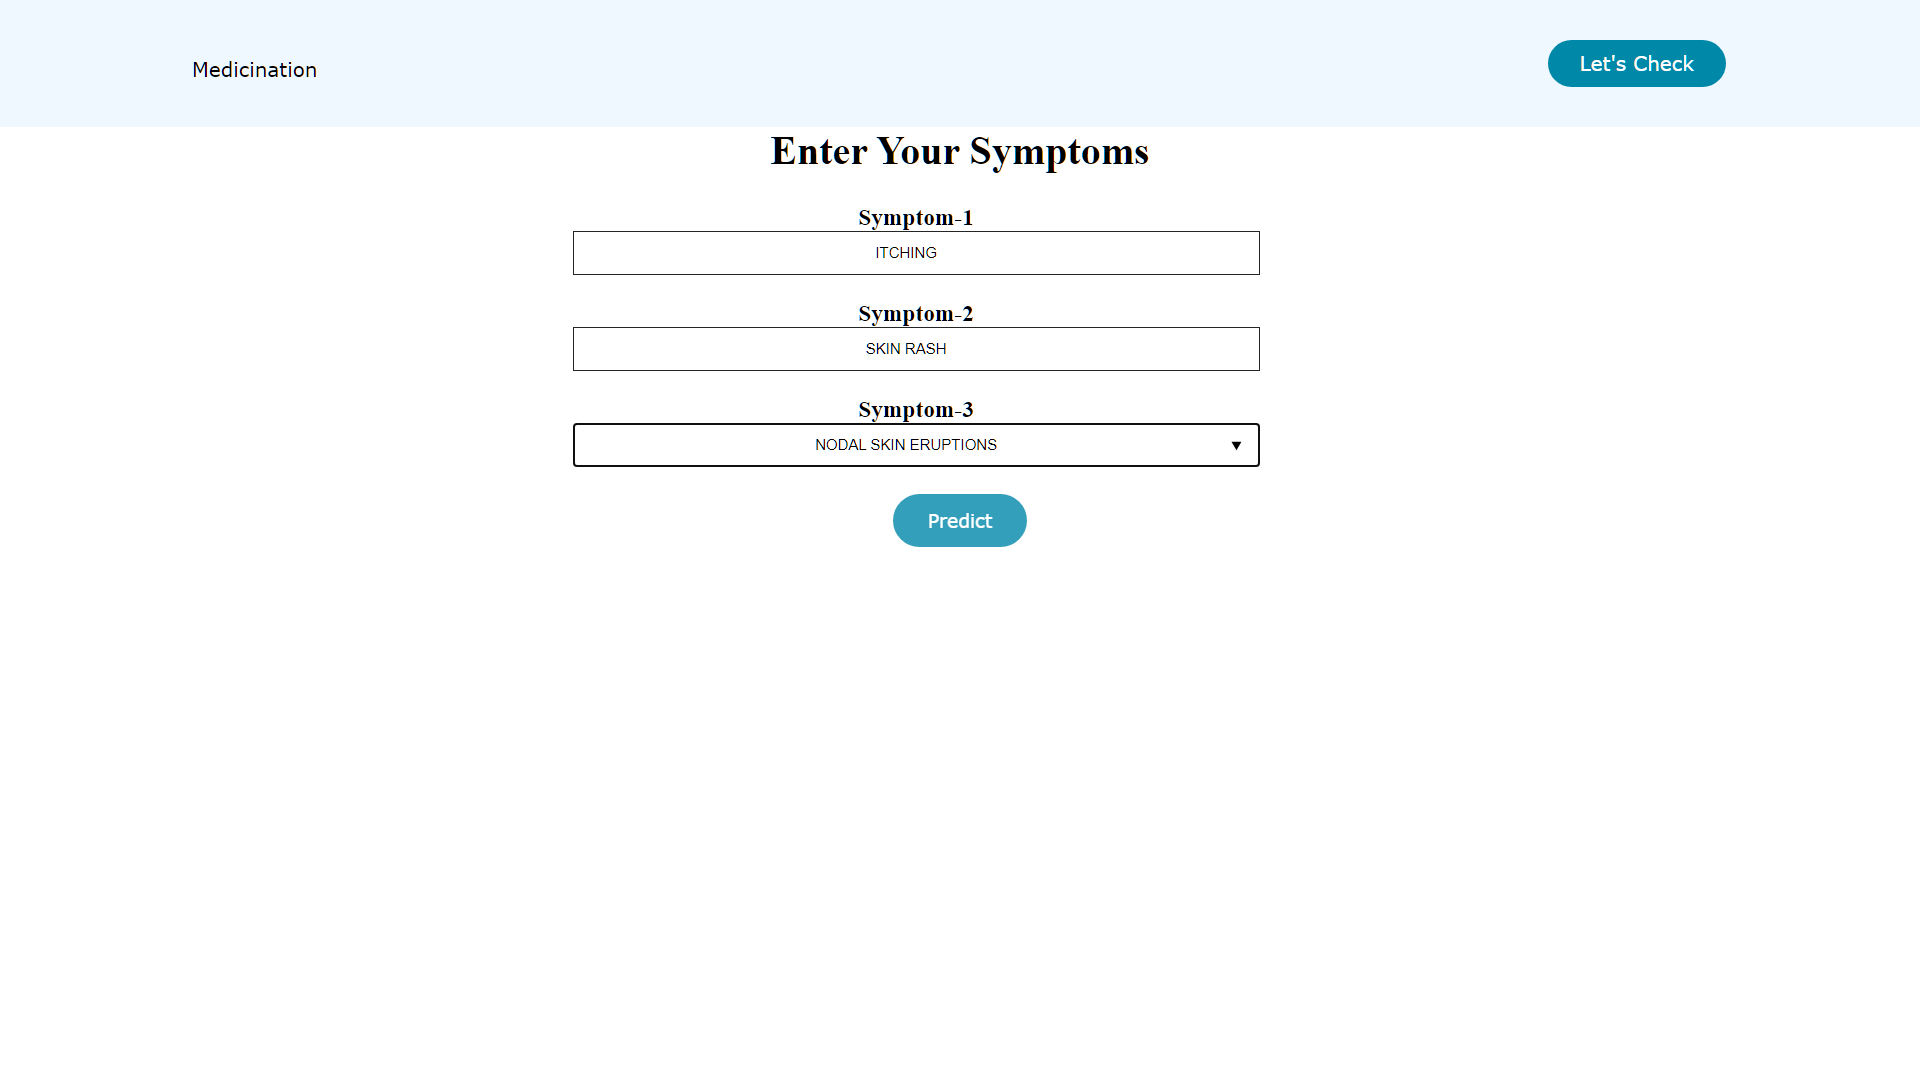 Medicination
Let's Check
Enter Your Symptoms
Symptom-1
ITCHING
Symptom-2
SKIN RASH
Symptom-3
NODAL SKIN ERUPTIONS
Predict